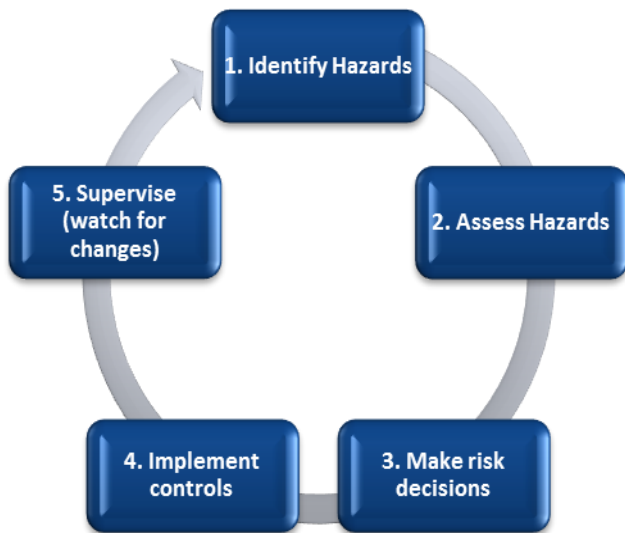 1. Identify Hazards
2. Assess Hazards
3. Make risk
decisions
4. Implement
controls
5. Supervise
(watch for
changes)